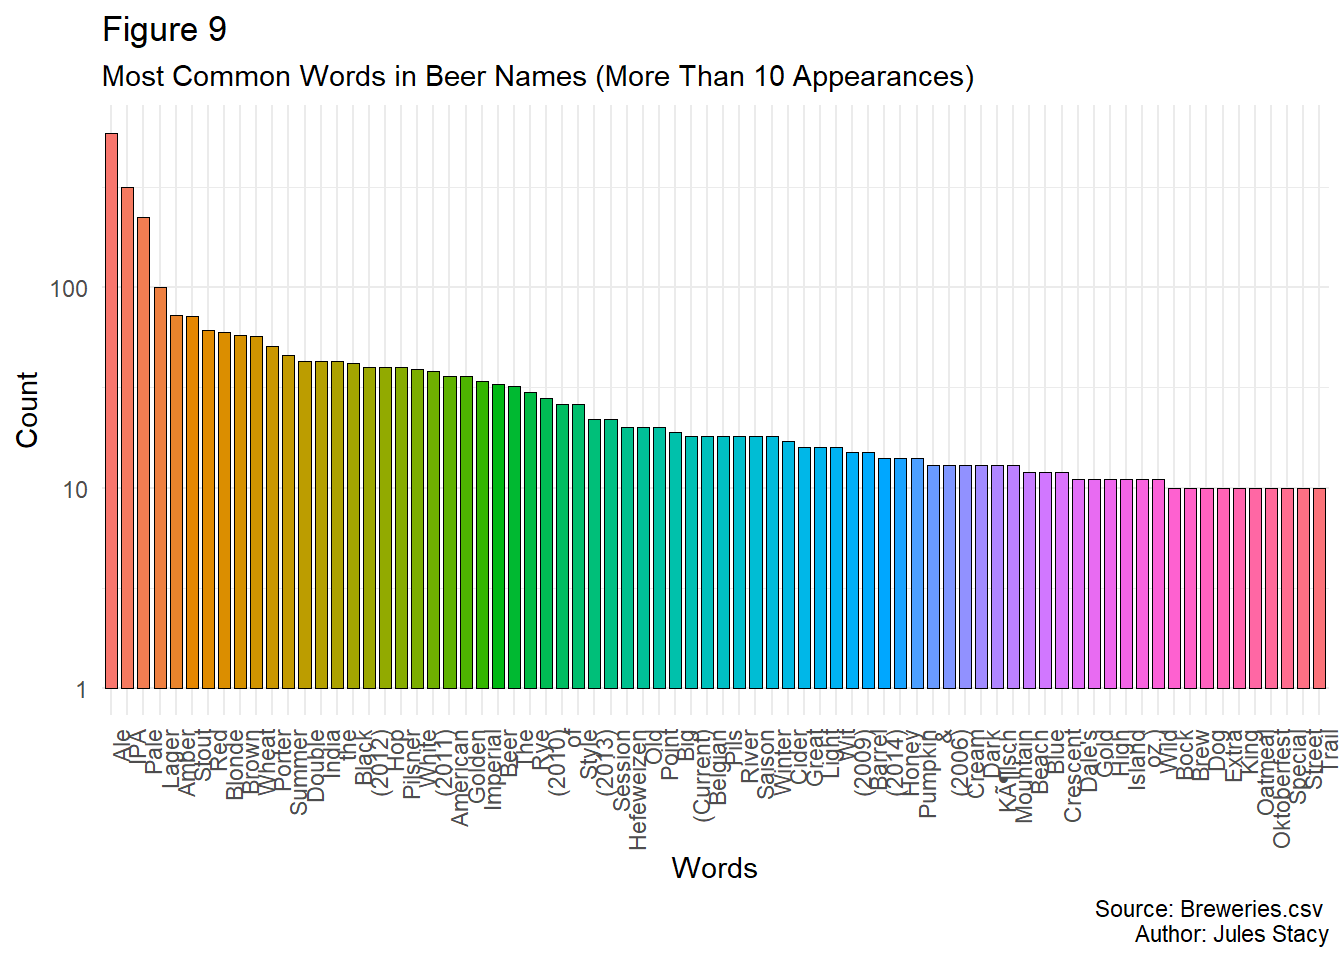 Figure 9
Most Common Words in Beer Names (More Than 10 Appearances)
Count
100
10
1
Ale
IPA
Pale
Lager
Amber
Stout
Red
Blonde
Brown
Wheat
Porter
Summer
Double
India
the
Black
(2012)
Hop
Pilsner
White
(2011)
American
Golden
Imperial
Beer
The
Rye
(2010)
of
Style
(2013)
Session
Hefeweizen
Old
Point
Big
(Current)
Belgian
Pils
River
Saison
Winter
Cider
Great
Light
Wit
(2009)
Barrel
(2014)
Honey
Pumpkin
&
(2006)
Cream
Dark
KÃ¶lsch
Mountain
Beach
Blue
Crescent
Dale's
Gold
High
Island
oz.)
Wild
Bock
Brew
Dog
Extra
King
Oatmeal
Oktoberfest
Special
Street
Trail
Words
Source: Breweries.csv
Author: Jules Stacy